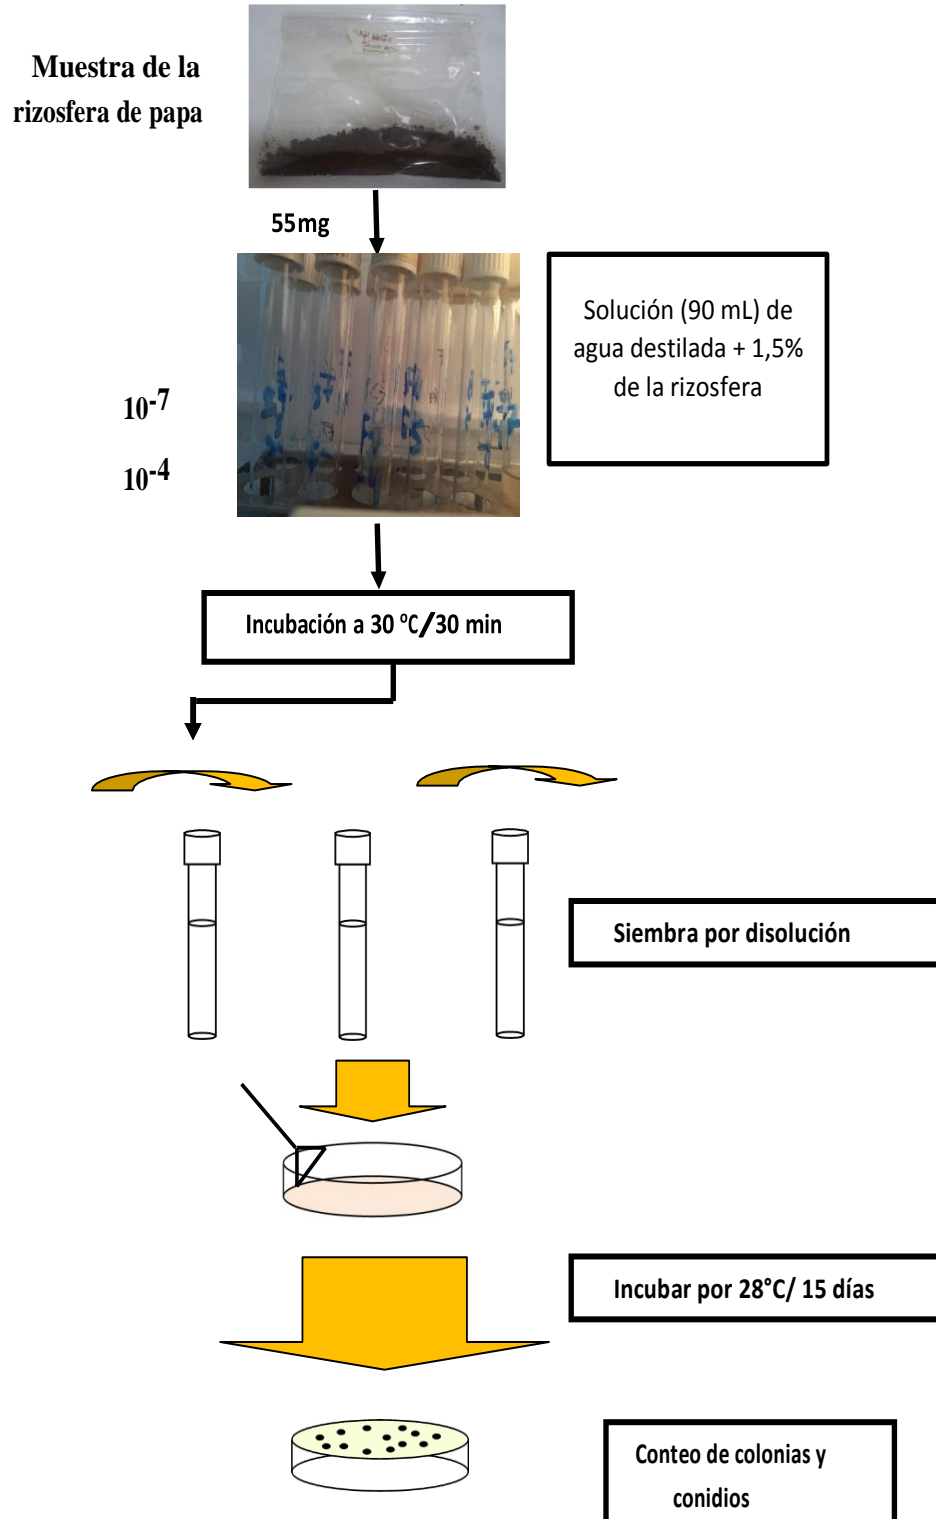 Muestra de la
rizosfera de papa
55mg
Solución (90 mL) de
agua destilada + 1,5%
de la rizosfera
10-7
10-4
Incubación a 30 ºC/30 min
Siembra por disolución
Incubar por 28°C/ 15 días
Conteo de colonias y
conidios